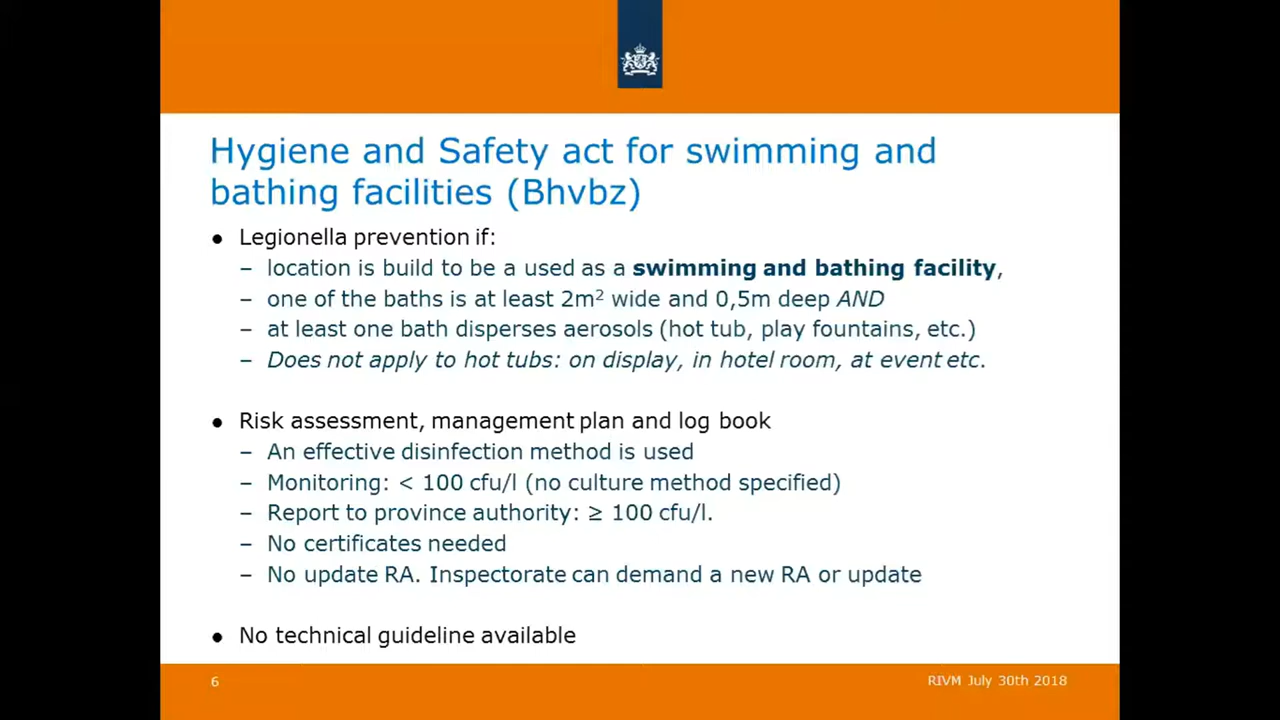 Hygiene and Safety act for swimming and
bathing facilities (Bhvbz)
● Legionella prevention if:
– location is build to be a used as a swimming and bathing facility,
– one of the baths is at least 2m² wide and 0,5m deep AND
– at least one bath disperses aerosols (hot tub, play fountains, etc.)
– Does not apply to hot tubs: on display, in hotel room, at event etc.
● Risk assessment, management plan and log book
– An effective disinfection method is used
– Monitoring: < 100 cfu/l (no culture method specified)
– Report to province authority: ≥ 100 cfu/l.
– No certificates needed
– No update RA. Inspectorate can demand a new RA or update
● No technical guideline available
6
RIVM July 30th 2018